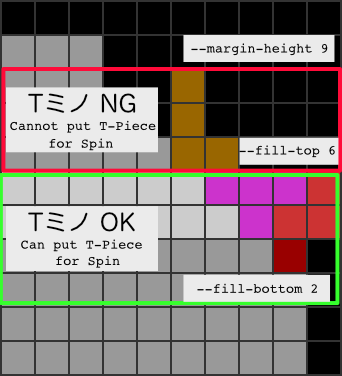 --margin-height 9
Tミノ NG
Cannot put T-Piece
for Spin
--fill-top 6
Tミノ OK
Can put T-Piece
for Spin
--fill-bottom 2